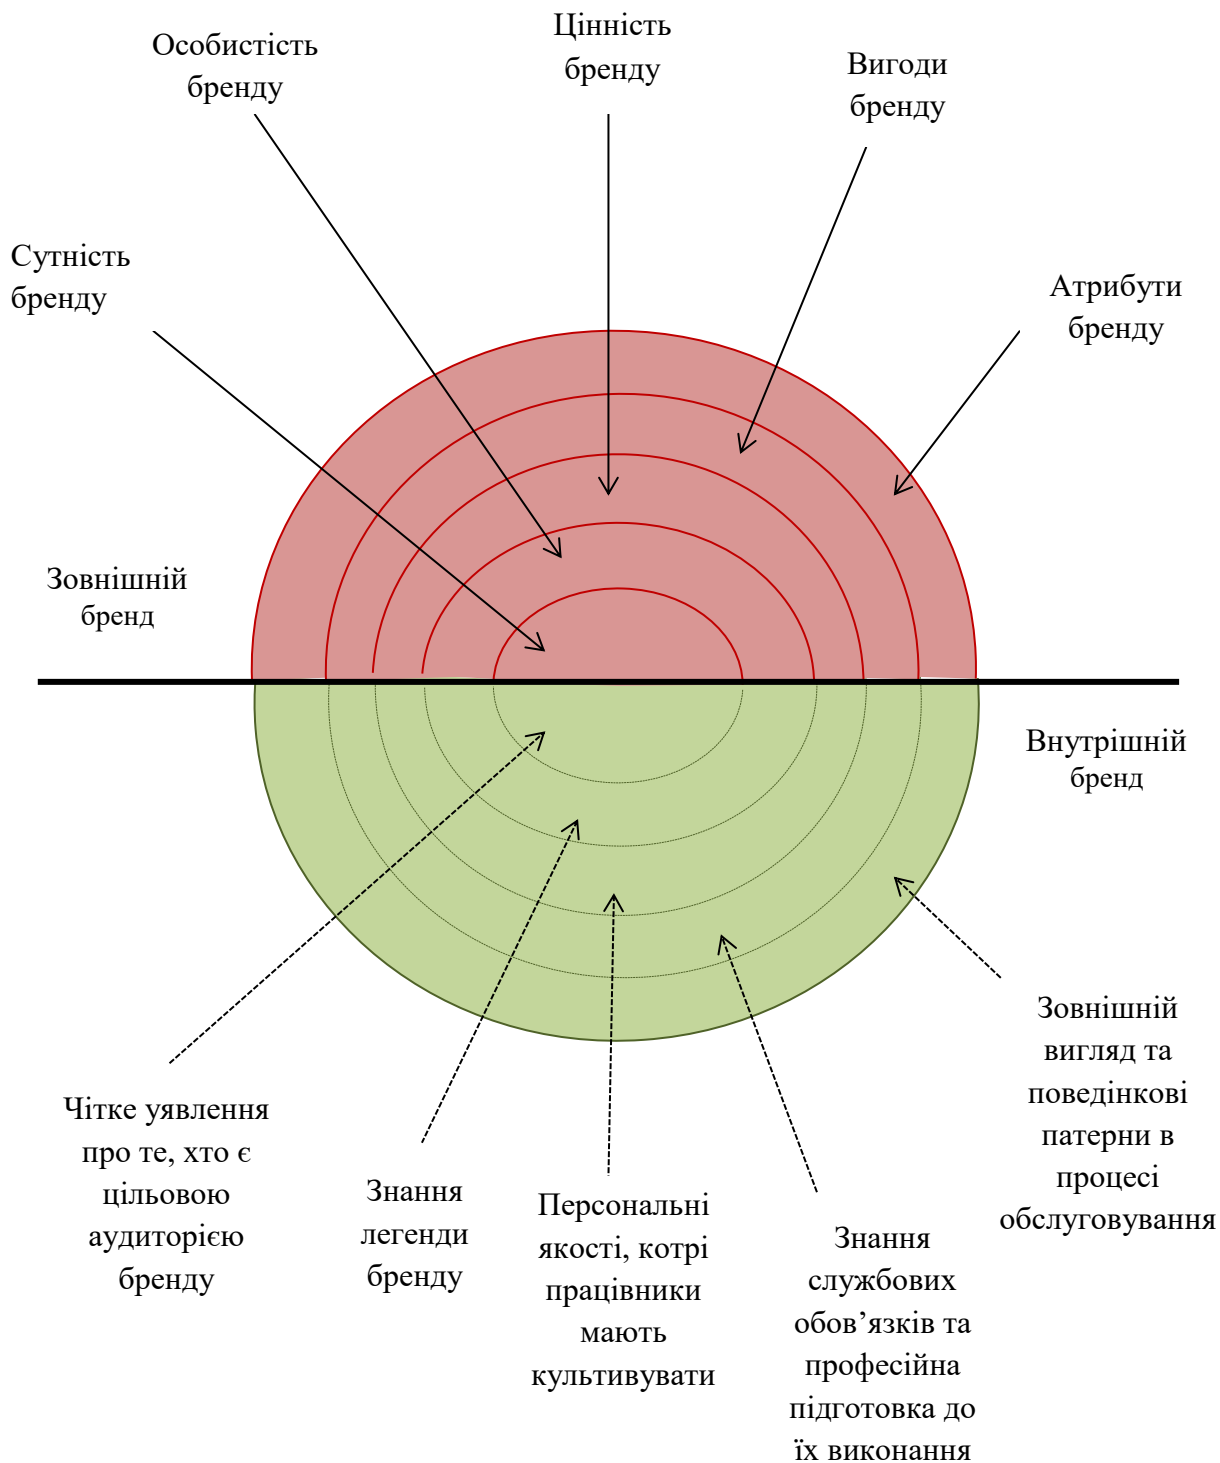 Цінність
бренду
Особистість
бренду
Вигоди
бренду
Сутність
бренду
Атрибути
бренду
Зовнішній
бренд
Внутрішній
бренд
Чітке уявлення
про те, хто є
цільовою
аудиторією
бренду
Знання
легенди
бренду
Персональні
якості, котрі
працівники
мають
культивувати
Знання
службових
обов’язків та
професійна
підготовка до
їх виконання
Зовнішній
вигляд та
поведінкові
патерни в
процесі
обслуговування